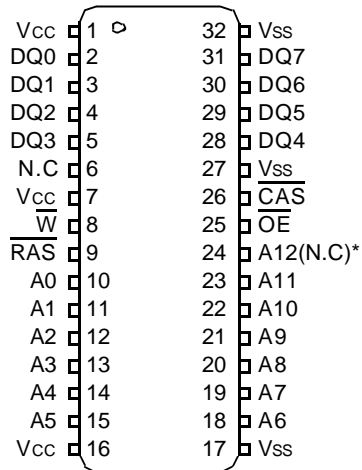 VCC 1 32 VSS
DQ0 2 31 DQ7
DQ1 3 30 DQ6
DQ2 4 29 DQ5
DQ3 5 28 DQ4
N.C 6 27 VSS
VCC 7 26 C̅A̅S̅
W̅ 8 25 O̅E̅
R̅A̅S̅ 9 24 A12(N.C)*
A0 10 23 A11
A1 11 22 A10
A2 12 21 A9
A3 13 20 A8
A4 14 19 A7
A5 15 18 A6
VCC 16 17 VSS